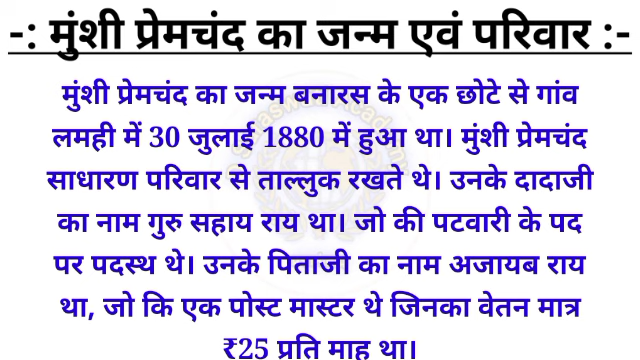 -: मुंशी प्रेमचंद का जन्म एवं परिवार :-
मुंशी प्रेमचंद का जन्म बनारस के एक छोटे से गांव
लमही में 30 जुलाई 1880 में हुआ था। मुंशी प्रेमचंद
साधारण परिवार से ताल्लुक रखते थे। उनके दादाजी
का नाम गुरु सहाय राय था। जो की पटवारी के पद
पर पदस्थ थे। उनके पिताजी का नाम अजायब राय
था, जो कि एक पोस्ट मास्टर थे जिनका वेतन मात्र
₹25 प्रति माह था।